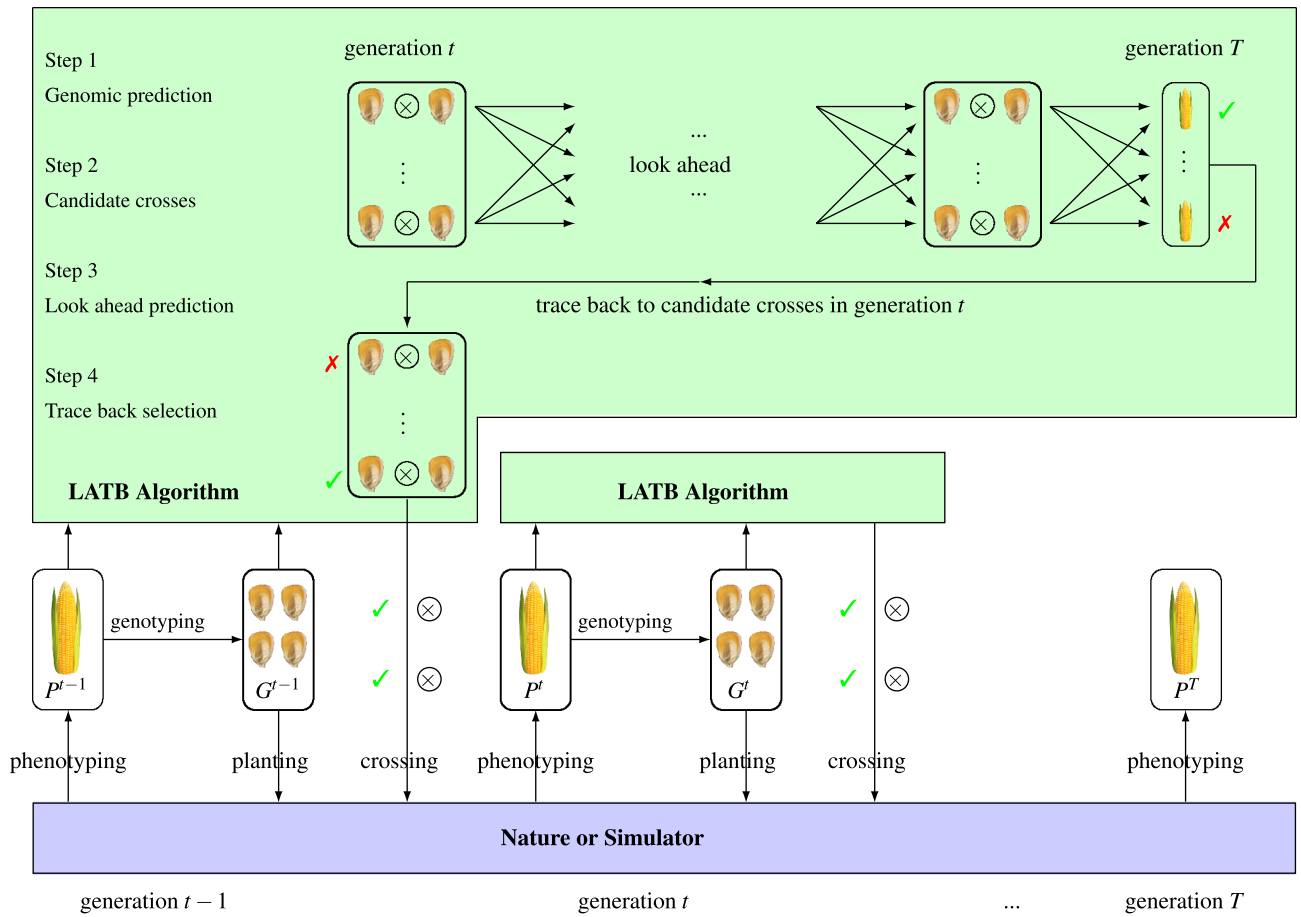 generation t
generation T
Step 1
Genomic prediction
...
Step 2
look ahead
Candidate crosses
...
Step 3
Look ahead prediction
trace back to candidate crosses in generation t
Step 4
Trace back selection
LATB Algorithm
LATB Algorithm
genotyping
genotyping
P^{t−1}
G^{t−1}
P^t
G^t
P^T
phenotyping
planting
crossing
phenotyping
planting
crossing
phenotyping
Nature or Simulator
generation t − 1
generation t
...
generation T